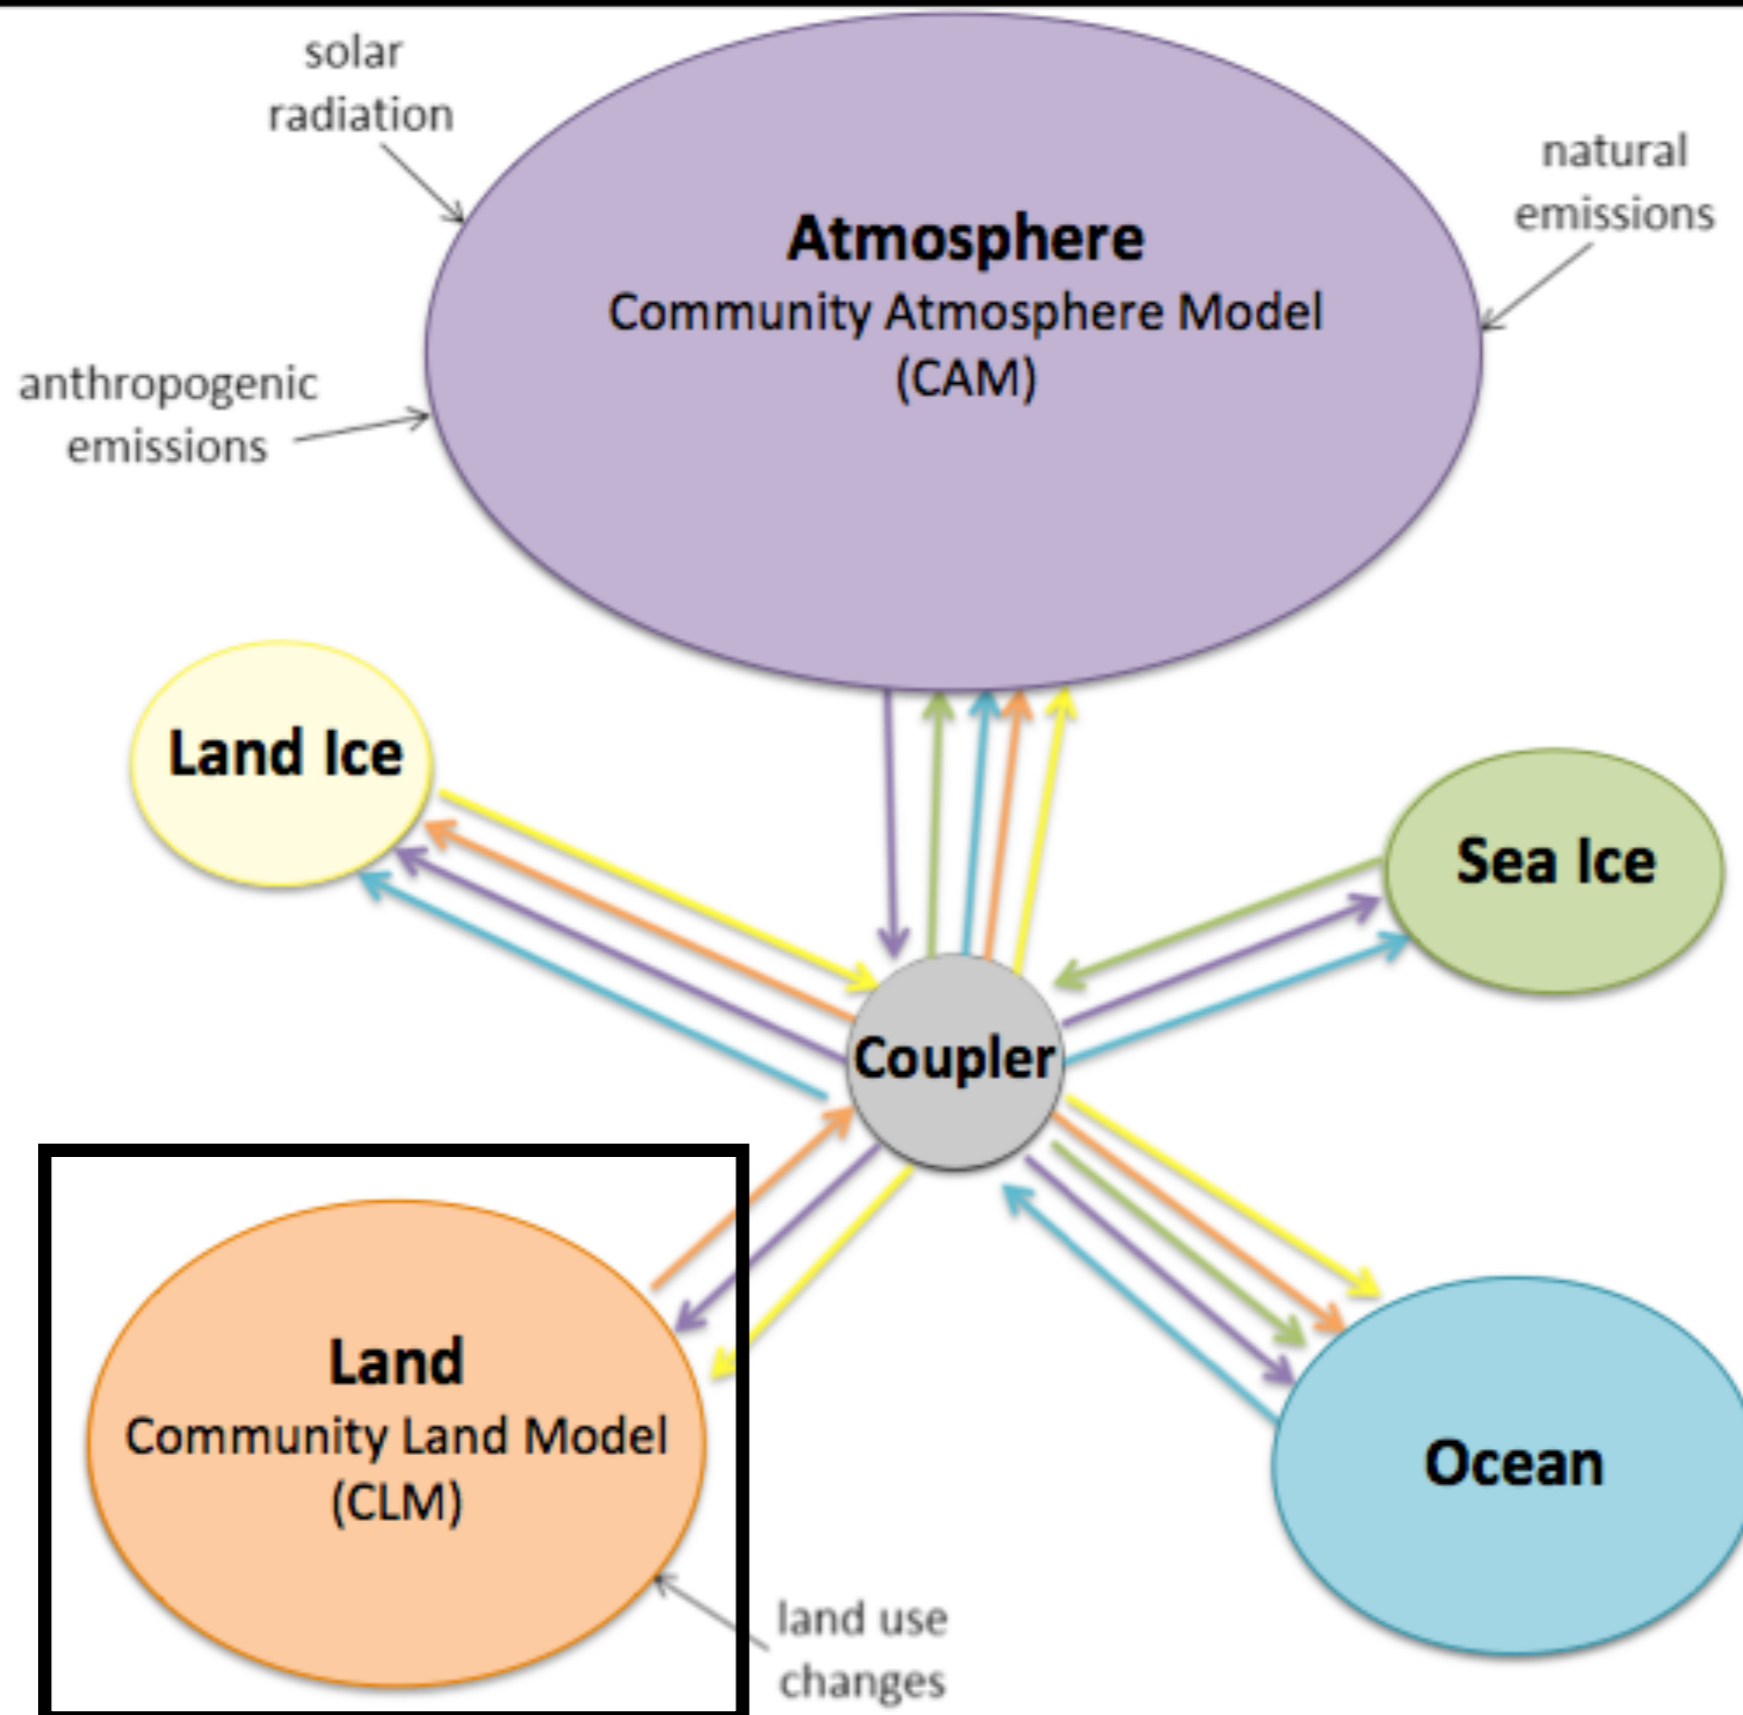 solar
radiation
natural
emissions
Atmosphere
Community Atmosphere Model
(CAM)
anthropogenic
emissions
Land Ice
Sea Ice
Coupler
Land
Community Land Model
(CLM)
Ocean
land use
changes